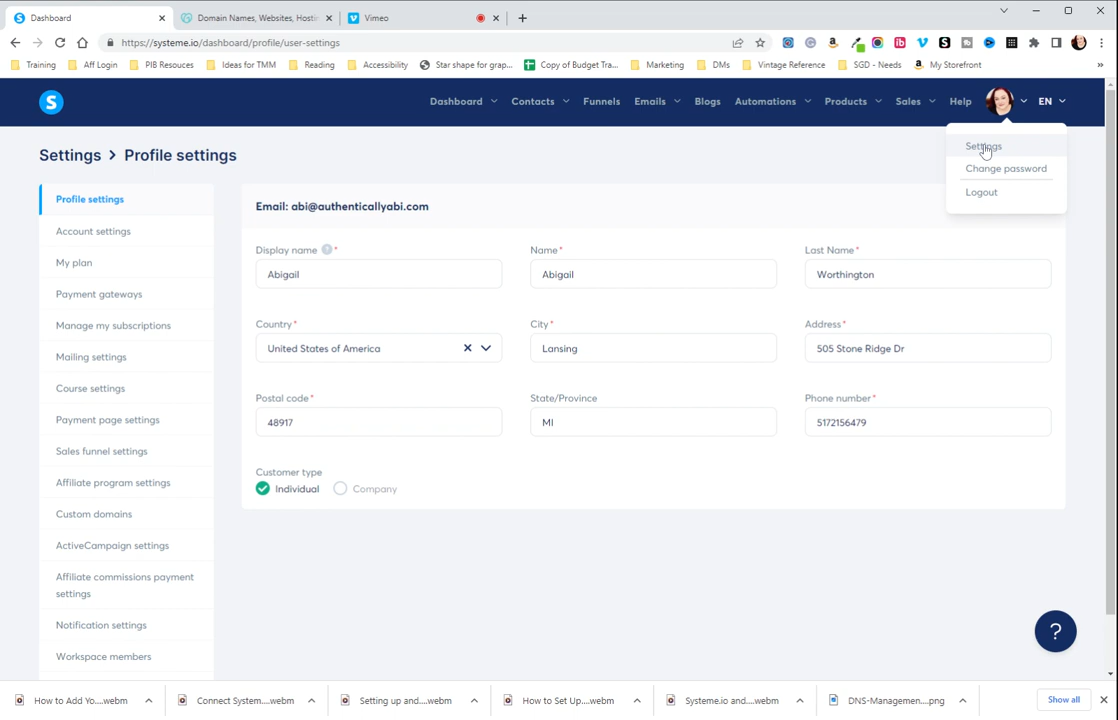 Dashboard
Domain Names, Websites, Hostin
Vimeo
https://systeme.io/dashboard/profile/user-settings
Training
Aff Login
PIB Resouces
Ideas for TMM
Reading
Accessibility
Star shape for grap...
Copy of Budget Tra...
Marketing
DMs
Vintage Reference
SGD - Needs
My Storefront
»
S
Dashboard
Contacts
Funnels
Emails
Blogs
Automations
Products
Sales
Help
EN
Settings
Change password
Logout
Settings > Profile settings
Profile settings
Account settings
My plan
Payment gateways
Manage my subscriptions
Mailing settings
Course settings
Payment page settings
Sales funnel settings
Affiliate program settings
Custom domains
ActiveCampaign settings
Affiliate commissions payment
settings
Notification settings
Workspace members
Email: abi@authenticallyabi.com
Display name ? *
Name*
Last Name*
Abigail
Abigail
Worthington
Country*
City*
Address*
United States of America
Lansing
505 Stone Ridge Dr
Postal code*
State/Province
Phone number*
48917
MI
5172156479
Customer type
Individual
Company
?
How to Add Yo....webm
Connect System....webm
Setting up and....webm
How to Set Up....webm
Systeme.io and....webm
DNS-Managemen....png
Show all